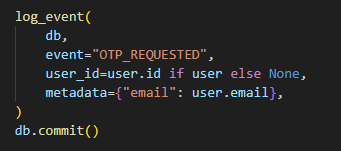 log_event(
    db,
    event="OTP_REQUESTED",
    user_id=user.id if user else None,
    metadata={"email": user.email},
)
db.commit()